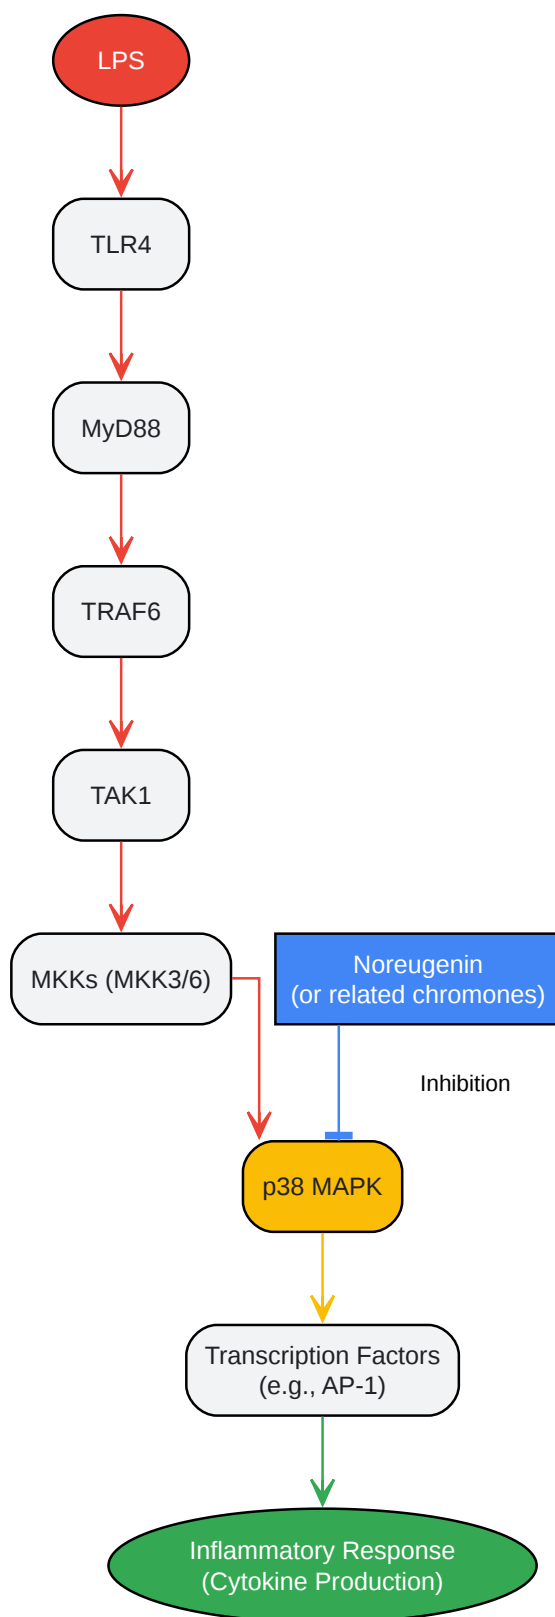 LPS
TLR4
MyD88
TRAF6
TAK1
MKKs (MKK3/6)
Noreugenin
(or related chromones)
Inhibition
p38 MAPK
Transcription Factors
(e.g., AP-1)
Inflammatory Response
(Cytokine Production)